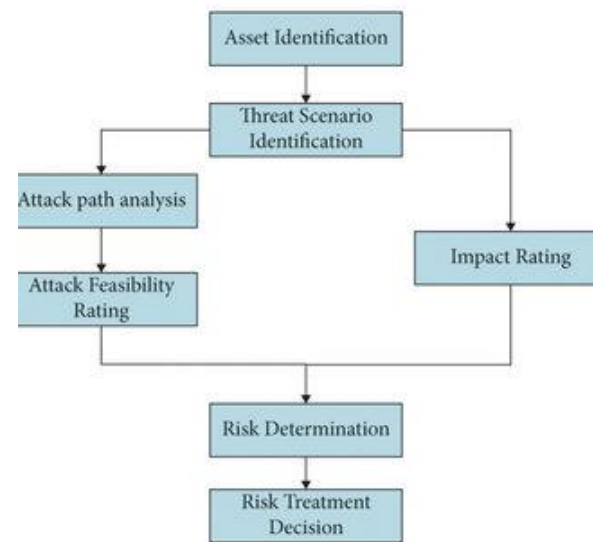 Asset Identification
Threat Scenario
Identification
Attack path analysis
Impact Rating
Attack Feasibility
Rating
Risk Determination
Risk Treatment
Decision